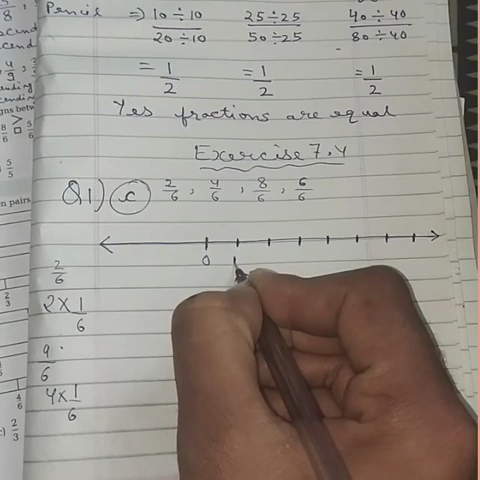 Pencil ⇒) 10÷10/20÷10 25÷25/50÷25 40÷40/80÷40
= 1/2 = 1/2 = 1/2
Yes fractions are equal
Exercise 7.4
Q1) c 2/6, 4/6, 8/6, 6/6
0 1
2/6
2×1/6
4/6
4×1/6